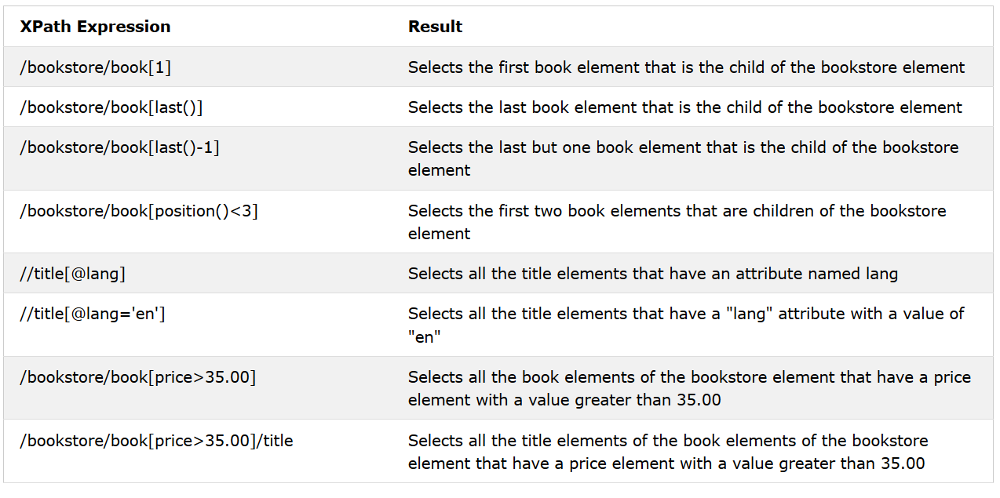 XPath Expression Result
/bookstore/book[1] Selects the first book element that is the child of the bookstore element
/bookstore/book[last()] Selects the last book element that is the child of the bookstore element
/bookstore/book[last()-1] Selects the last but one book element that is the child of the bookstore
element
/bookstore/book[position()<3] Selects the first two book elements that are children of the bookstore
element
//title[@lang] Selects all the title elements that have an attribute named lang
//title[@lang='en'] Selects all the title elements that have a "lang" attribute with a value of
"en"
/bookstore/book[price>35.00] Selects all the book elements of the bookstore element that have a price
element with a value greater than 35.00
/bookstore/book[price>35.00]/title Selects all the title elements of the book elements of the bookstore
element that have a price element with a value greater than 35.00